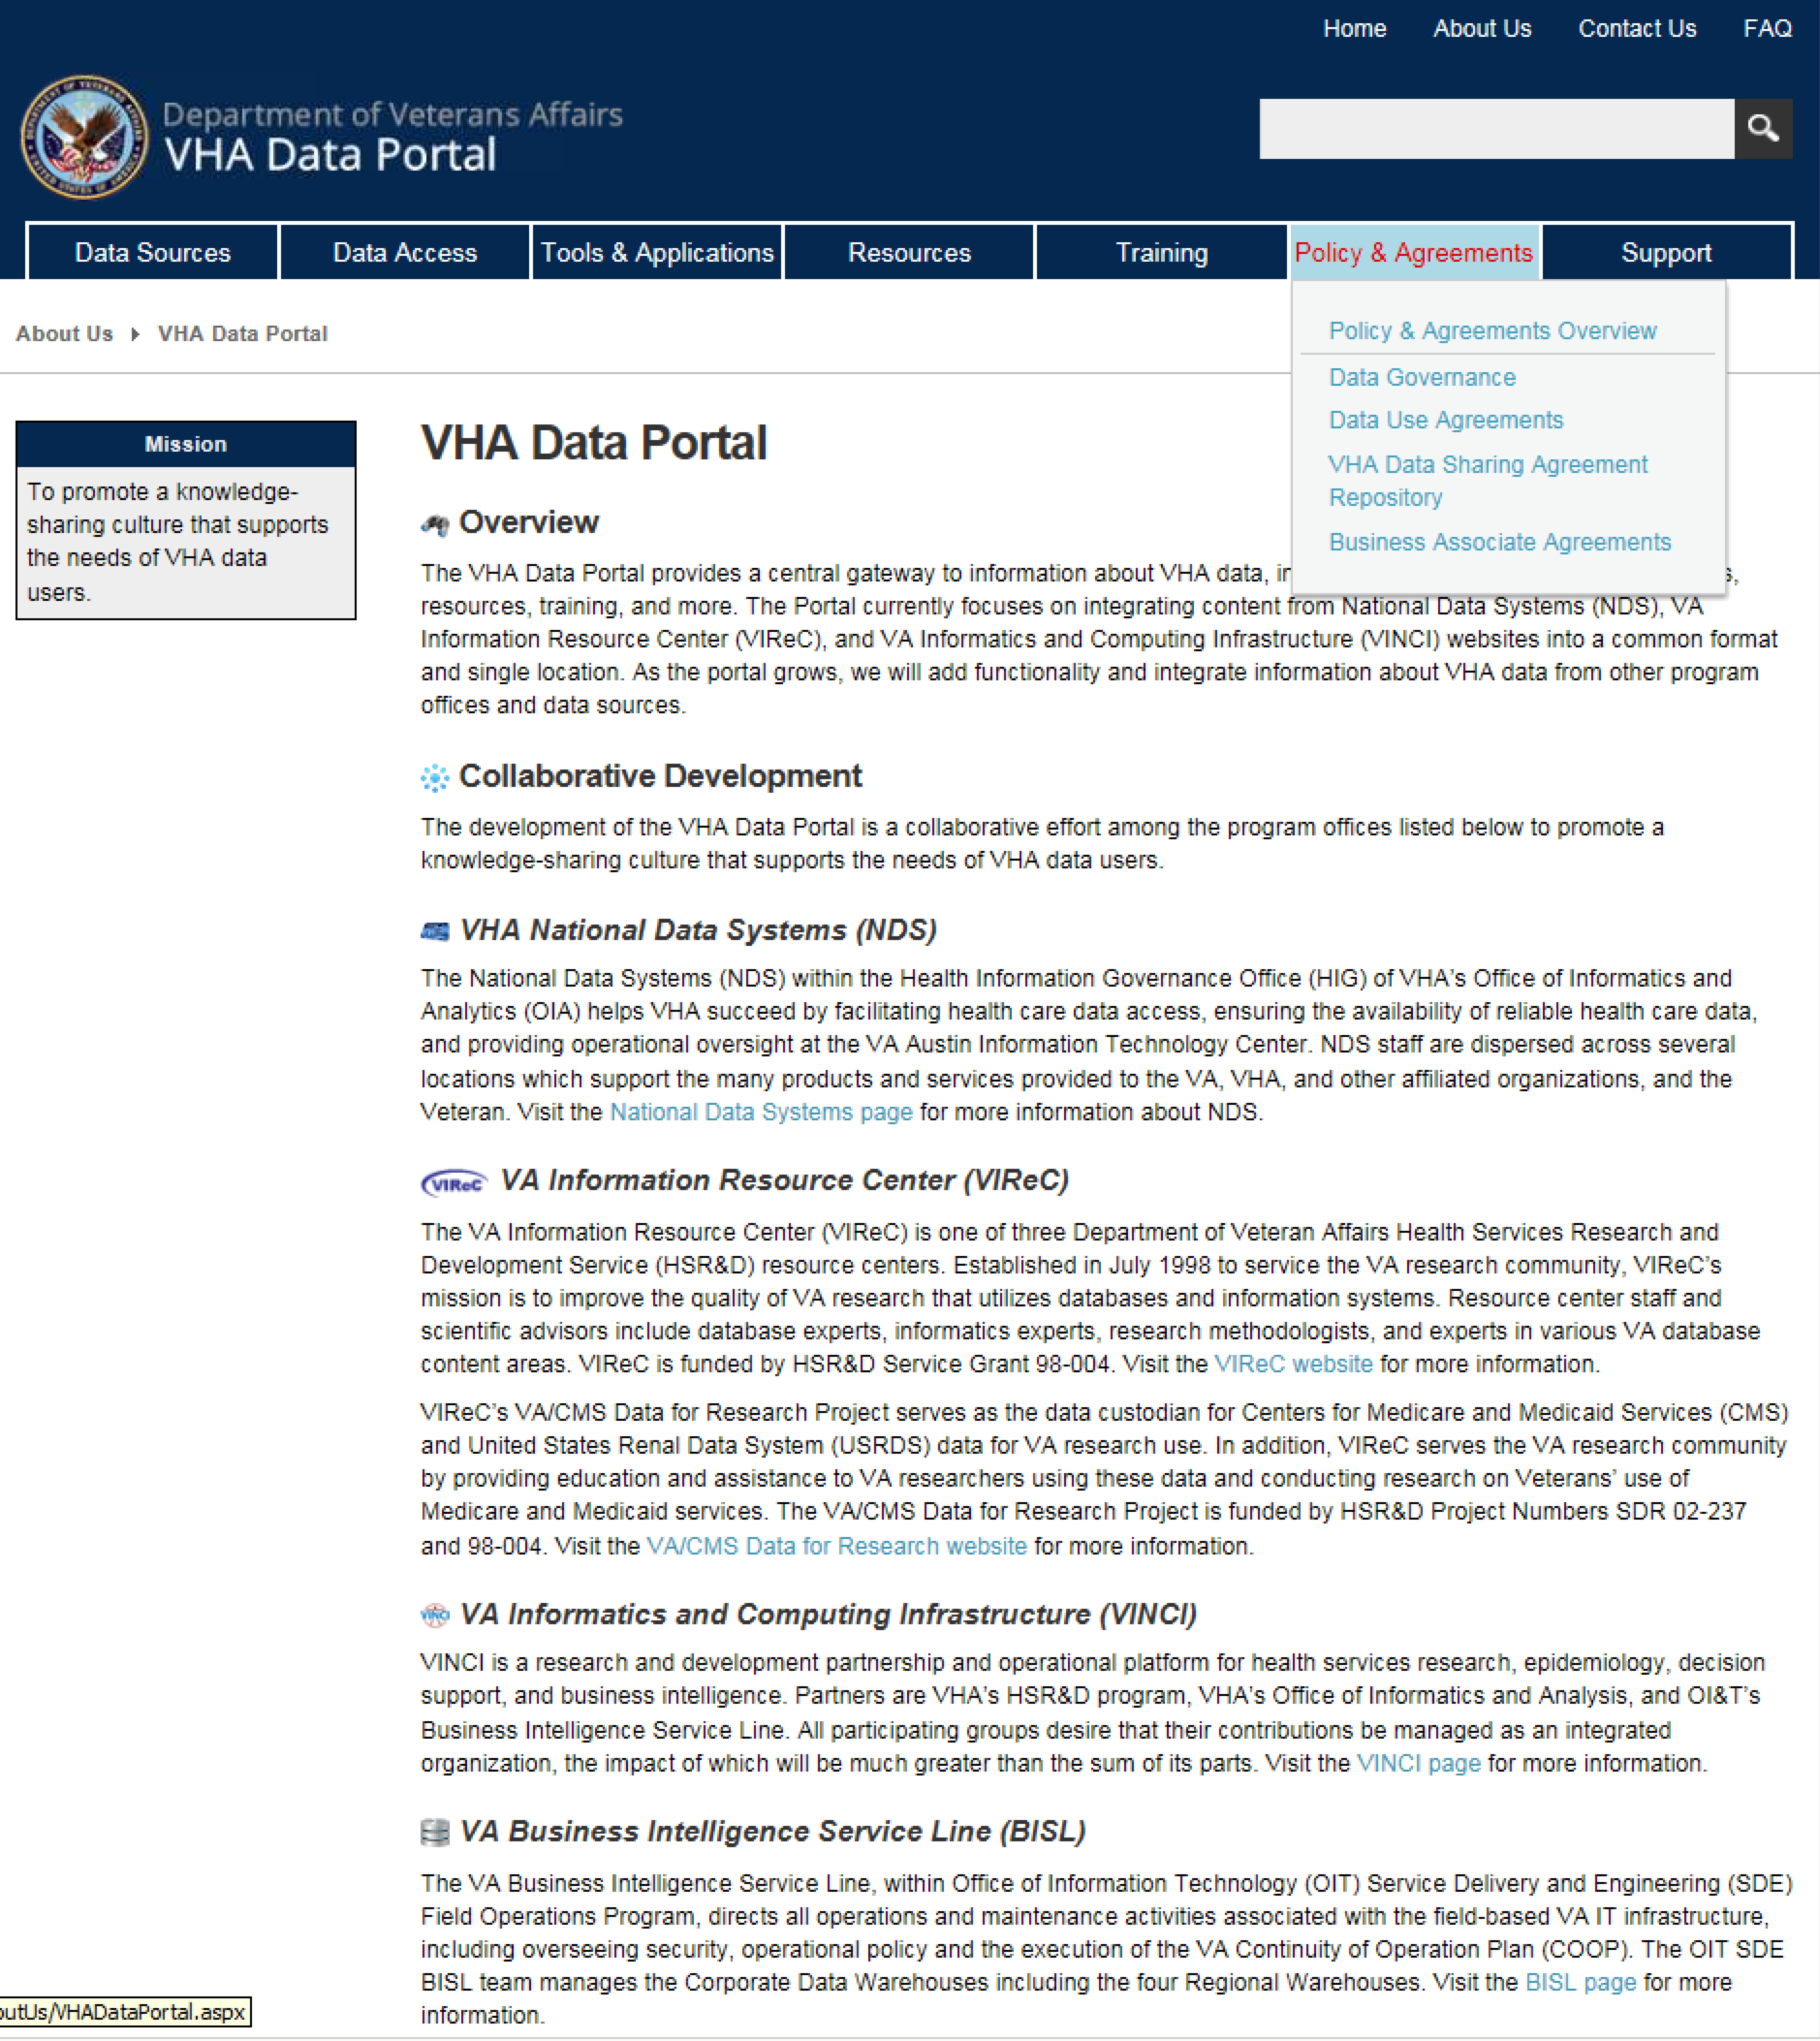 Home About Us Contact Us FAQ
Department of Veterans Affairs
VHA Data Portal
Data Sources Data Access Tools & Applications Resources Training Policy & Agreements Support
Policy & Agreements Overview
Data Governance
Data Use Agreements
VHA Data Sharing Agreement
Repository
Business Associate Agreements
About Us VHA Data Portal
Mission
To promote a knowledge-
sharing culture that supports
the needs of VHA data
users.
VHA Data Portal
Overview
The VHA Data Portal provides a central gateway to information about VHA data,
resources, training, and more. The Portal currently focuses on integrating content from National Data Systems (NDS), VA
Information Resource Center (VIReC), and VA Informatics and Computing Infrastructure (VINCI) websites into a common format
and single location. As the portal grows, we will add functionality and integrate information about VHA data from other program
offices and data sources.
Collaborative Development
The development of the VHA Data Portal is a collaborative effort among the program offices listed below to promote a
knowledge-sharing culture that supports the needs of VHA data users.
VHA National Data Systems (NDS)
The National Data Systems (NDS) within the Health Information Governance Office (HIG) of VHA's Office of Informatics and
Analytics (OIA) helps VHA succeed by facilitating health care data access, ensuring the availability of reliable health care data,
and providing operational oversight at the VA Austin Information Technology Center. NDS staff are dispersed across several
locations which support the many products and services provided to the VA, VHA, and other affiliated organizations, and the
Veteran. Visit the National Data Systems page for more information about NDS.
VIReC VA Information Resource Center (VIReC)
The VA Information Resource Center (VIReC) is one of three Department of Veteran Affairs Health Services Research and
Development Service (HSR&D) resource centers. Established in July 1998 to service the VA research community, VIReC's
mission is to improve the quality of VA research that utilizes databases and information systems. Resource center staff and
scientific advisors include database experts, informatics experts, research methodologists, and experts in various VA database
content areas. VIReC is funded by HSR&D Service Grant 98-004. Visit the VIReC website for more information.
VIReC's VA/CMS Data for Research Project serves as the data custodian for Centers for Medicare and Medicaid Services (CMS)
and United States Renal Data System (USRDS) data for VA research use. In addition, VIReC serves the VA research community
by providing education and assistance to VA researchers using these data and conducting research on Veterans' use of
Medicare and Medicaid services. The VA/CMS Data for Research Project is funded by HSR&D Project Numbers SDR 02-237
and 98-004. Visit the VA/CMS Data for Research website for more information.
VINCI VA Informatics and Computing Infrastructure (VINCI)
VINCI is a research and development partnership and operational platform for health services research, epidemiology, decision
support, and business intelligence. Partners are VHA's HSR&D program, VHA's Office of Informatics and Analysis, and OI&T's
Business Intelligence Service Line. All participating groups desire that their contributions be managed as an integrated
organization, the impact of which will be much greater than the sum of its parts. Visit the VINCI page for more information.
VA Business Intelligence Service Line (BISL)
The VA Business Intelligence Service Line, within Office of Information Technology (OIT) Service Delivery and Engineering (SDE)
Field Operations Program, directs all operations and maintenance activities associated with the field-based VA IT infrastructure,
including overseeing security, operational policy and the execution of the VA Continuity of Operation Plan (COOP). The OIT SDE
BISL team manages the Corporate Data Warehouses including the four Regional Warehouses. Visit the BISL page for more
information.
outUs/VHADataPortal.aspx